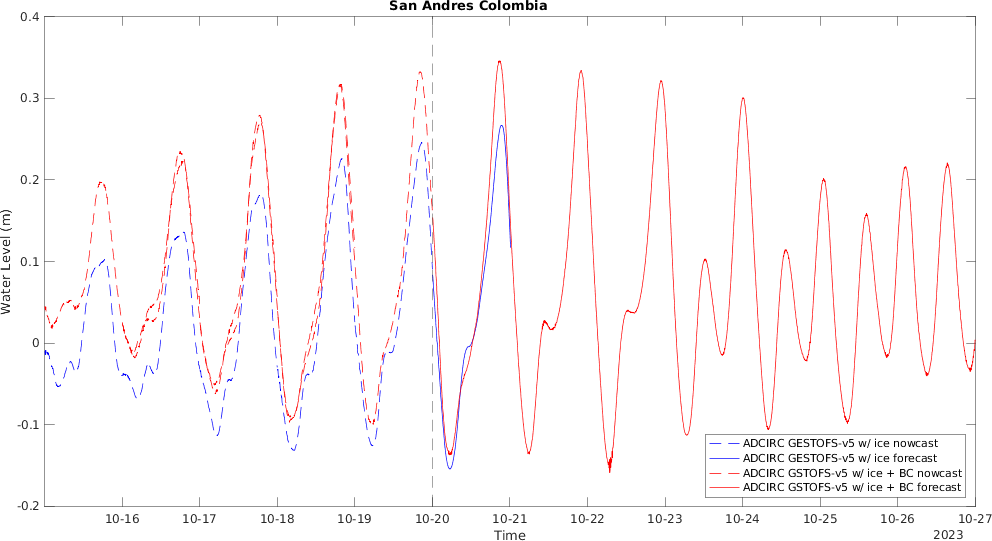 San Andres Colombia
Water Level (m)
0.4
0.3
0.2
0.1
0
-0.1
-0.2
ADCIRC GESTOFS-v5 w/ ice nowcast
ADCIRC GESTOFS-v5 w/ ice forecast
ADCIRC GSTOFS-v5 w/ ice + BC nowcast
ADCIRC GSTOFS-v5 w/ ice + BC forecast
10-16 10-17 10-18 10-19 10-20 10-21 10-22 10-23 10-24 10-25 10-26 10-27
Time
2023